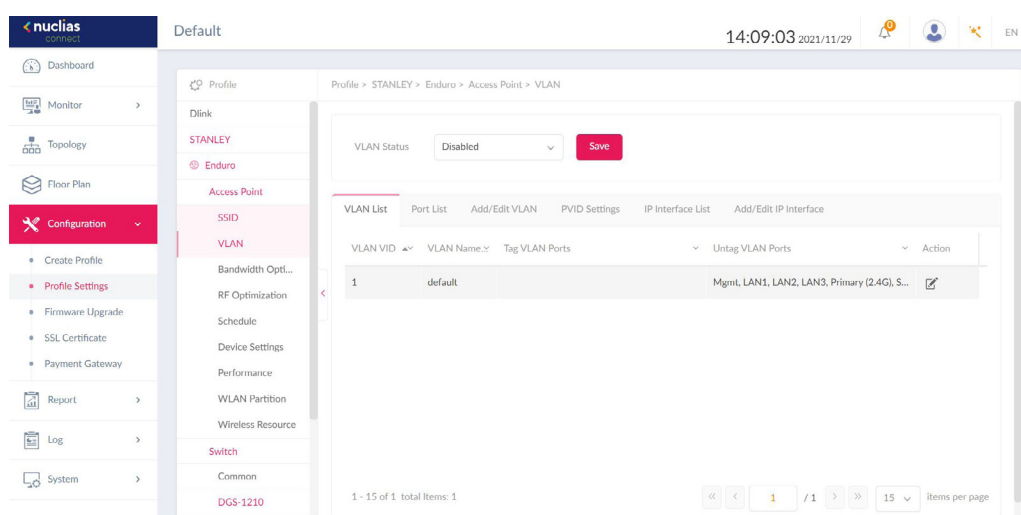 nuclias
connect
Default
14:09:03 2021/11/29
0
EN
Dashboard
Monitor
Topology
Floor Plan
Configuration
Create Profile
Profile Settings
Firmware Upgrade
SSL Certificate
Payment Gateway
Report
Log
System
Profile
Dlink
STANLEY
Enduro
Access Point
SSID
VLAN
Bandwidth Opti...
RF Optimization
Schedule
Device Settings
Performance
WLAN Partition
Wireless Resource
Switch
Common
DGS-1210
Profile > STANLEY > Enduro > Access Point > VLAN
VLAN Status Disabled Save
VLAN List Port List Add/Edit VLAN PVID Settings IP Interface List Add/Edit IP Interface
VLAN VID VLAN Name.. Tag VLAN Ports Untag VLAN Ports Action
1 default Mgmt, LAN1, LAN2, LAN3, Primary (2.4G), S...
1 - 15 of 1 total Items: 1
« < 1 / 1 > » 15 items per page